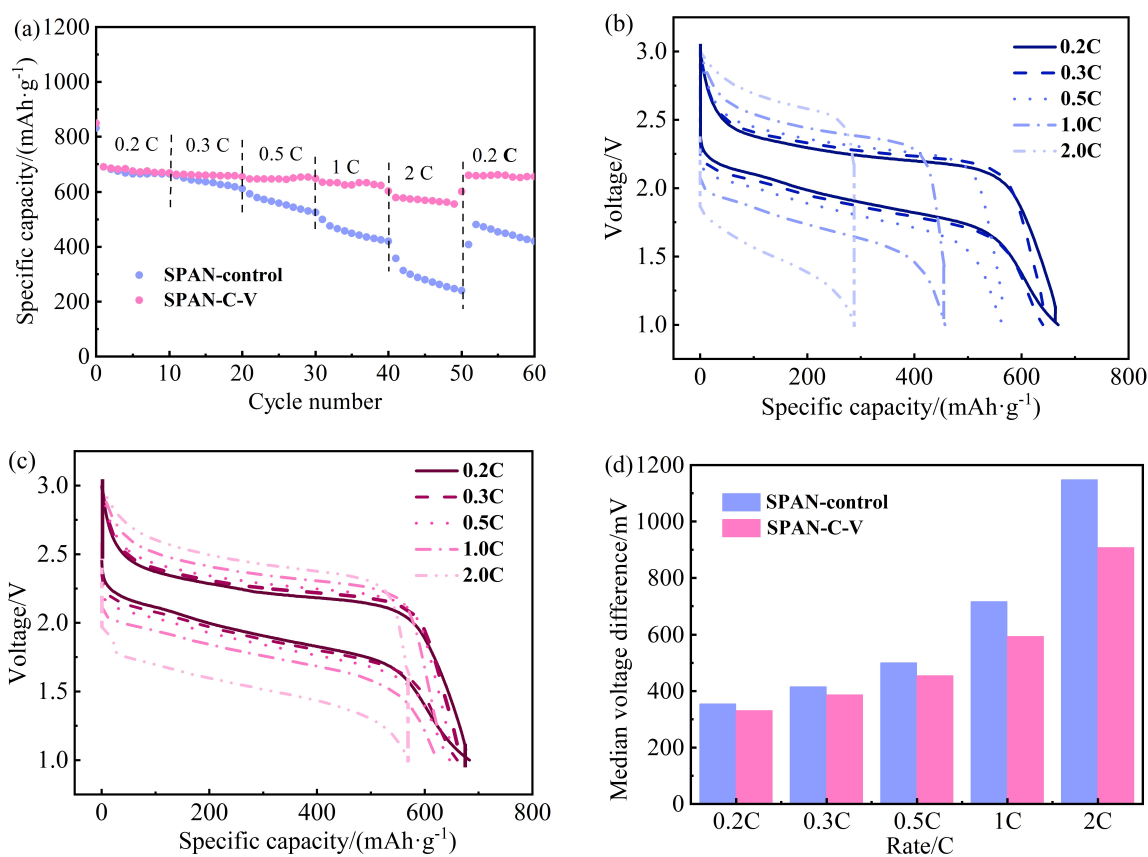 (a)
1200
1000
800
600
400
200
0
Specific capacity/(mAh·g⁻¹)
0.2 C
0.3 C
0.5 C
1 C
2 C
0.2 C
SPAN-control
SPAN-C-V
0
10
20
30
40
50
60
Cycle number
(b)
3.0
2.5
2.0
1.5
1.0
Voltage/V
0.2C
0.3C
0.5C
1.0C
2.0C
0
200
400
600
800
Specific capacity/(mAh·g⁻¹)
(c)
3.0
2.5
2.0
1.5
1.0
Voltage/V
0.2C
0.3C
0.5C
1.0C
2.0C
0
200
400
600
800
Specific capacity/(mAh·g⁻¹)
(d)
1200
1000
800
600
400
200
0
Median voltage difference/mV
SPAN-control
SPAN-C-V
0.2C
0.3C
0.5C
1C
2C
Rate/C